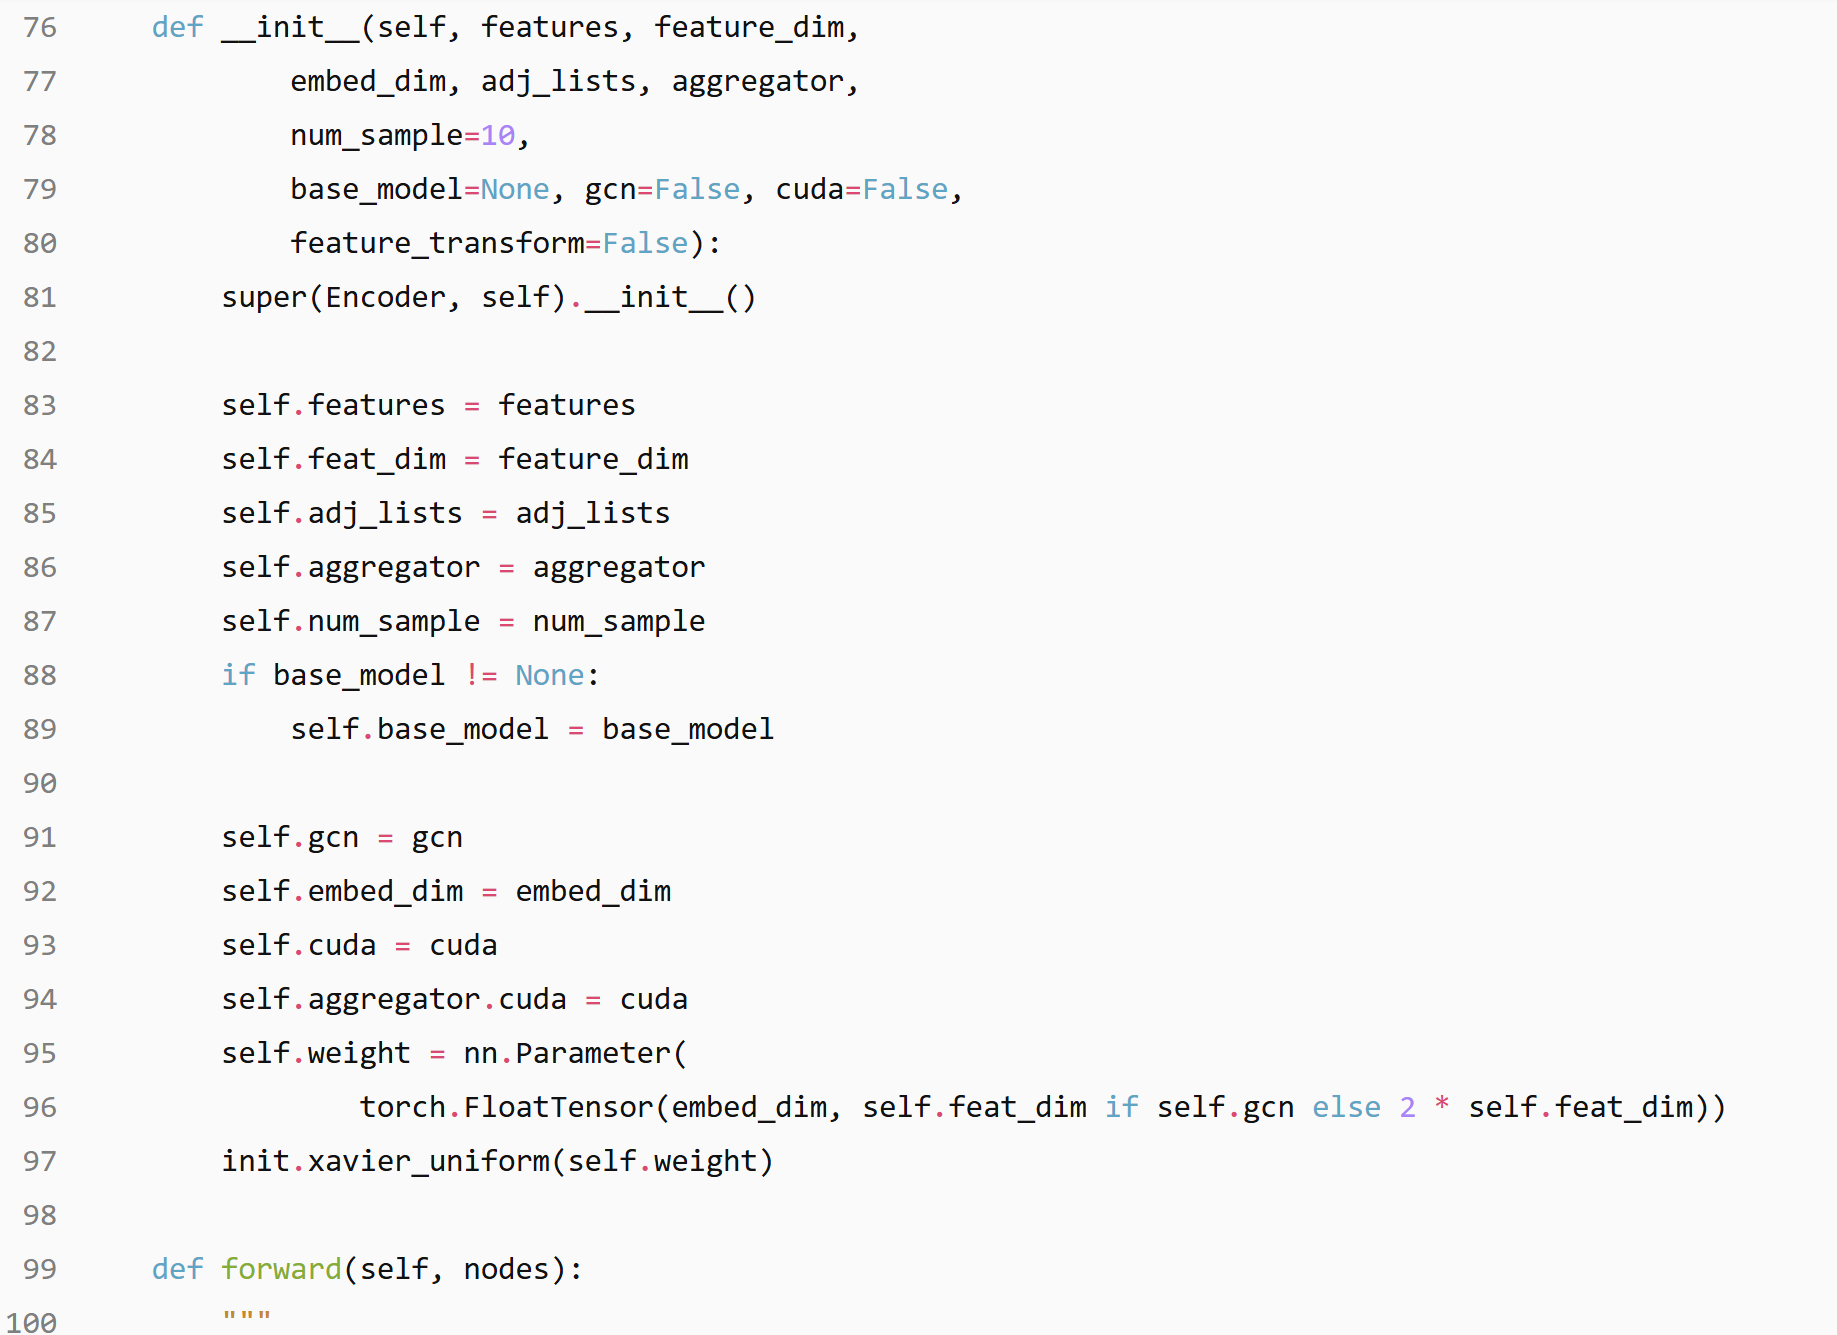 76 def __init__(self, features, feature_dim,
77 embed_dim, adj_lists, aggregator,
78 num_sample=10,
79 base_model=None, gcn=False, cuda=False,
80 feature_transform=False):
81 super(Encoder, self).__init__()
82
83 self.features = features
84 self.feat_dim = feature_dim
85 self.adj_lists = adj_lists
86 self.aggregator = aggregator
87 self.num_sample = num_sample
88 if base_model != None:
89 self.base_model = base_model
90
91 self.gcn = gcn
92 self.embed_dim = embed_dim
93 self.cuda = cuda
94 self.aggregator.cuda = cuda
95 self.weight = nn.Parameter(
96 torch.FloatTensor(embed_dim, self.feat_dim if self.gcn else 2 * self.feat_dim))
97 init.xavier_uniform(self.weight)
98
99 def forward(self, nodes):
100 """